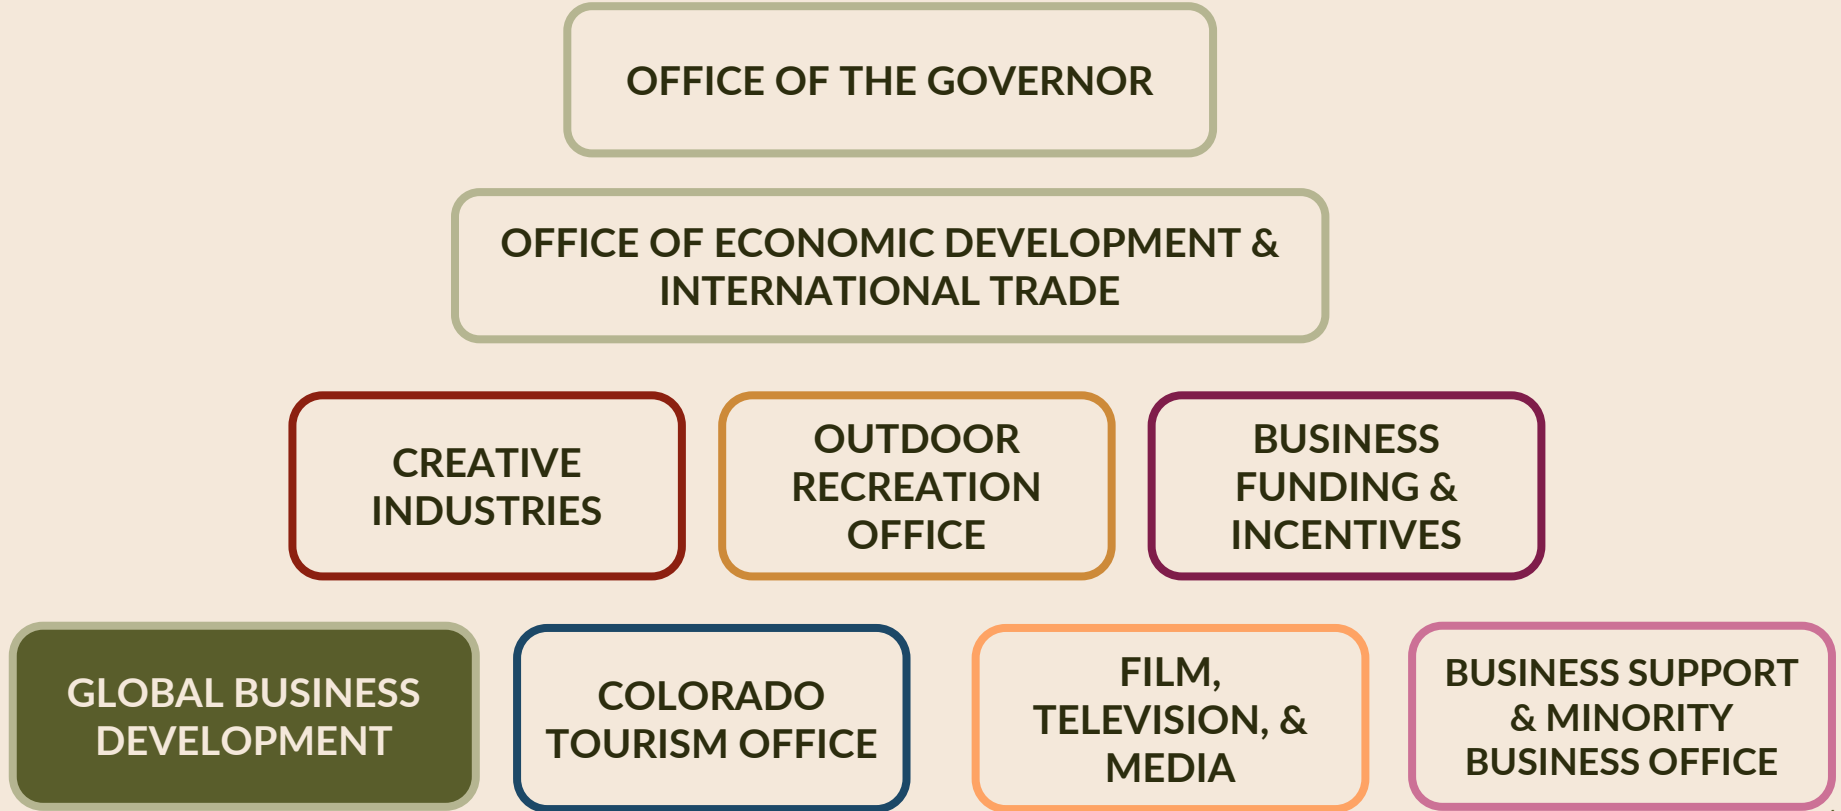 OFFICE OF THE GOVERNOR
OFFICE OF ECONOMIC DEVELOPMENT &
INTERNATIONAL TRADE
CREATIVE
INDUSTRIES
OUTDOOR
RECREATION
OFFICE
BUSINESS
FUNDING &
INCENTIVES
GLOBAL BUSINESS
DEVELOPMENT
COLORADO
TOURISM OFFICE
FILM,
TELEVISION, &
MEDIA
BUSINESS SUPPORT
& MINORITY
BUSINESS OFFICE